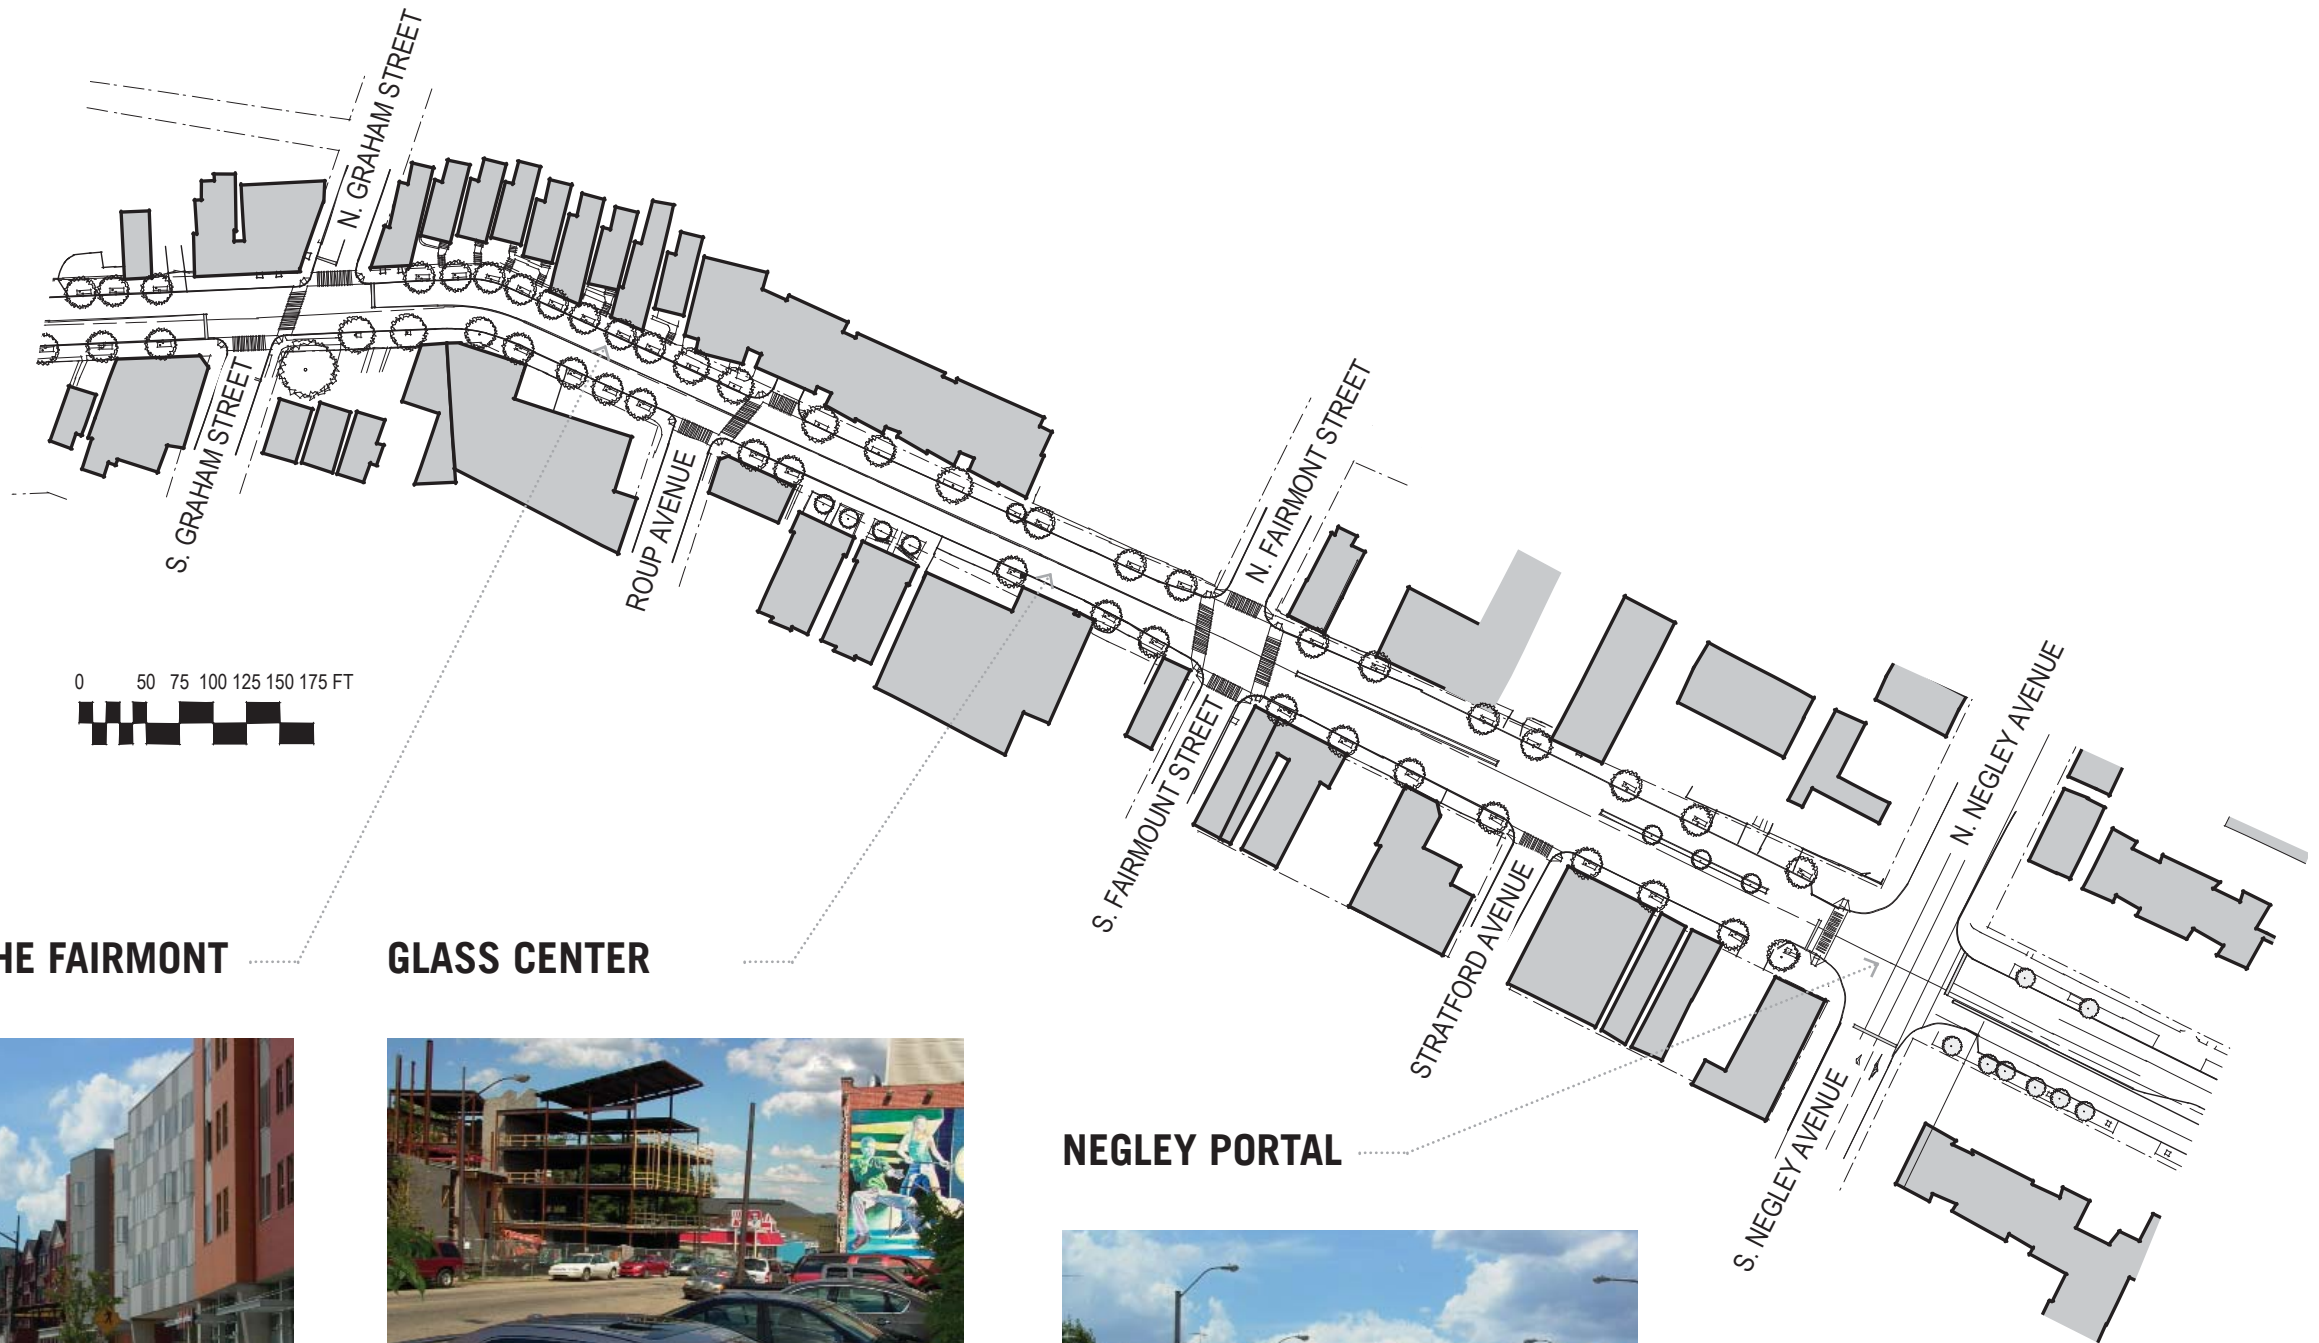 N. GRAHAM STREET
S. GRAHAM STREET
ROUP AVENUE
N. FAIRMONT STREET
S. FAIRMOUNT STREET
STRATFORD AVENUE
N. NEGLEY AVENUE
S. NEGLEY AVENUE
0 50 75 100 125 150 175 FT
HE FAIRMONT
GLASS CENTER
NEGLEY PORTAL